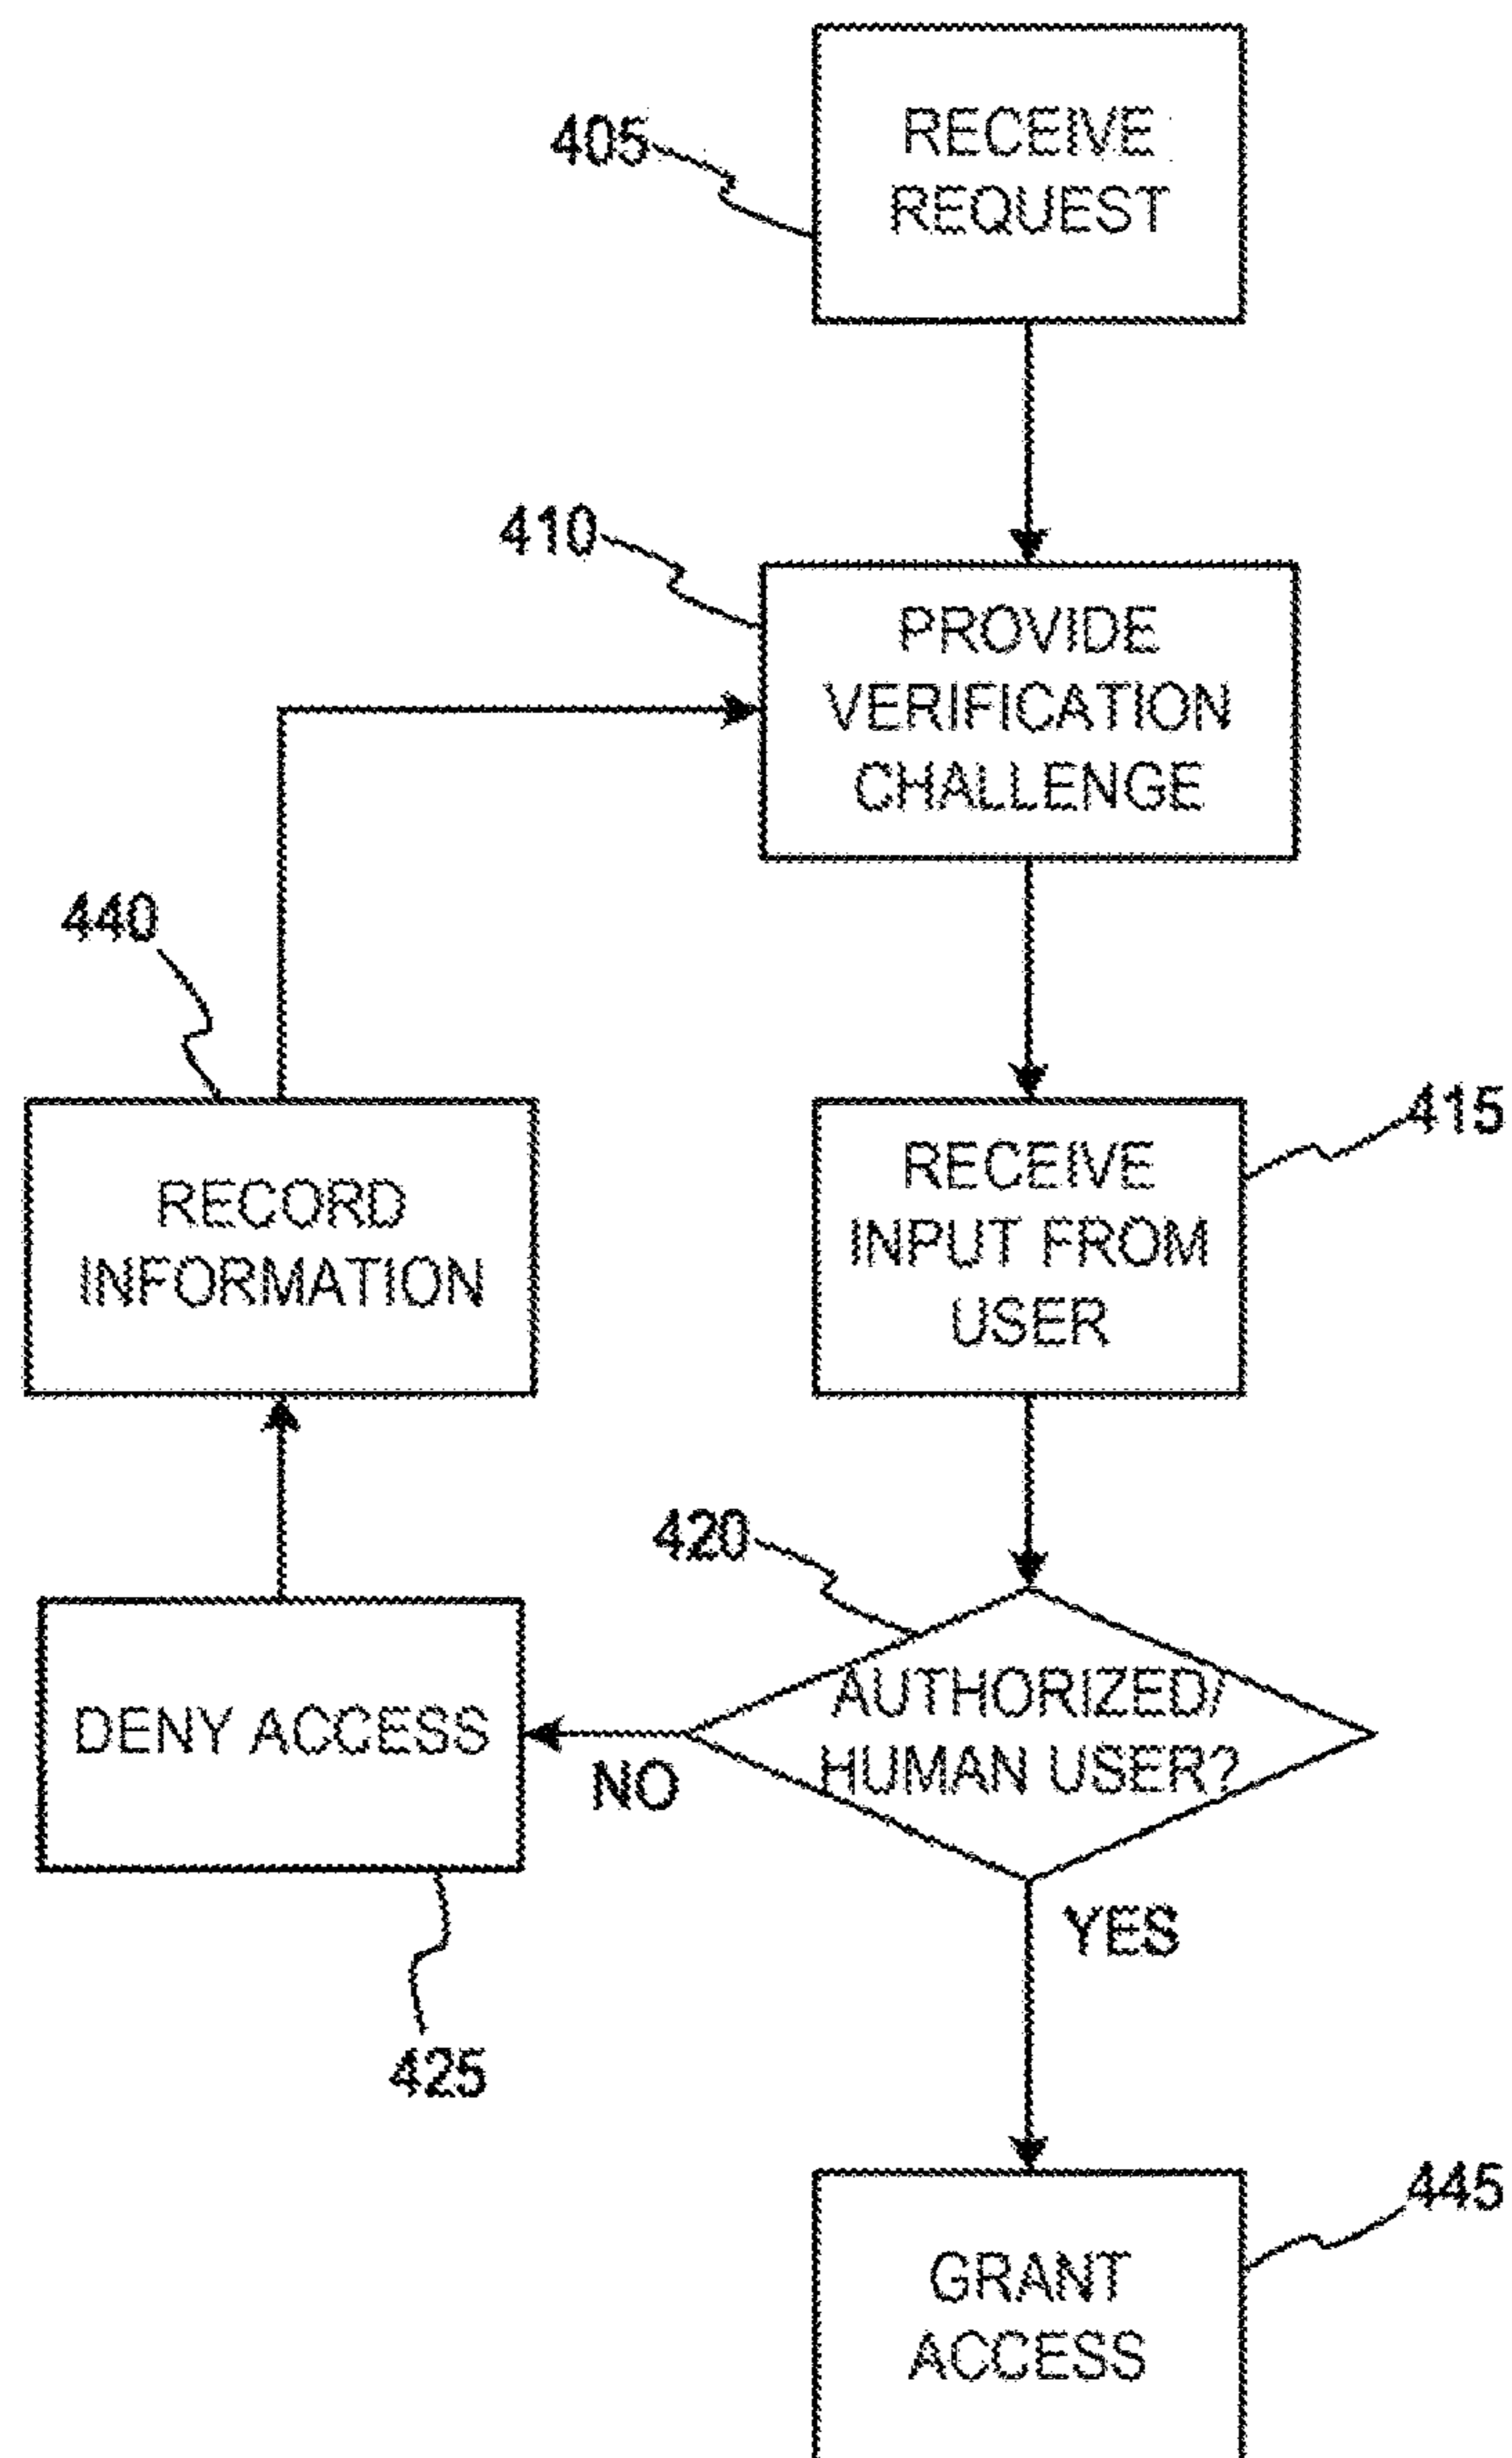 405
RECEIVE
REQUEST
410
PROVIDE
VERIFICATION
CHALLENGE
440
RECORD
INFORMATION
RECEIVE
INPUT FROM
USER
415
420
AUTHORIZED/
HUMAN USER?
DENY ACCESS
NO
YES
425
GRANT
ACCESS
445